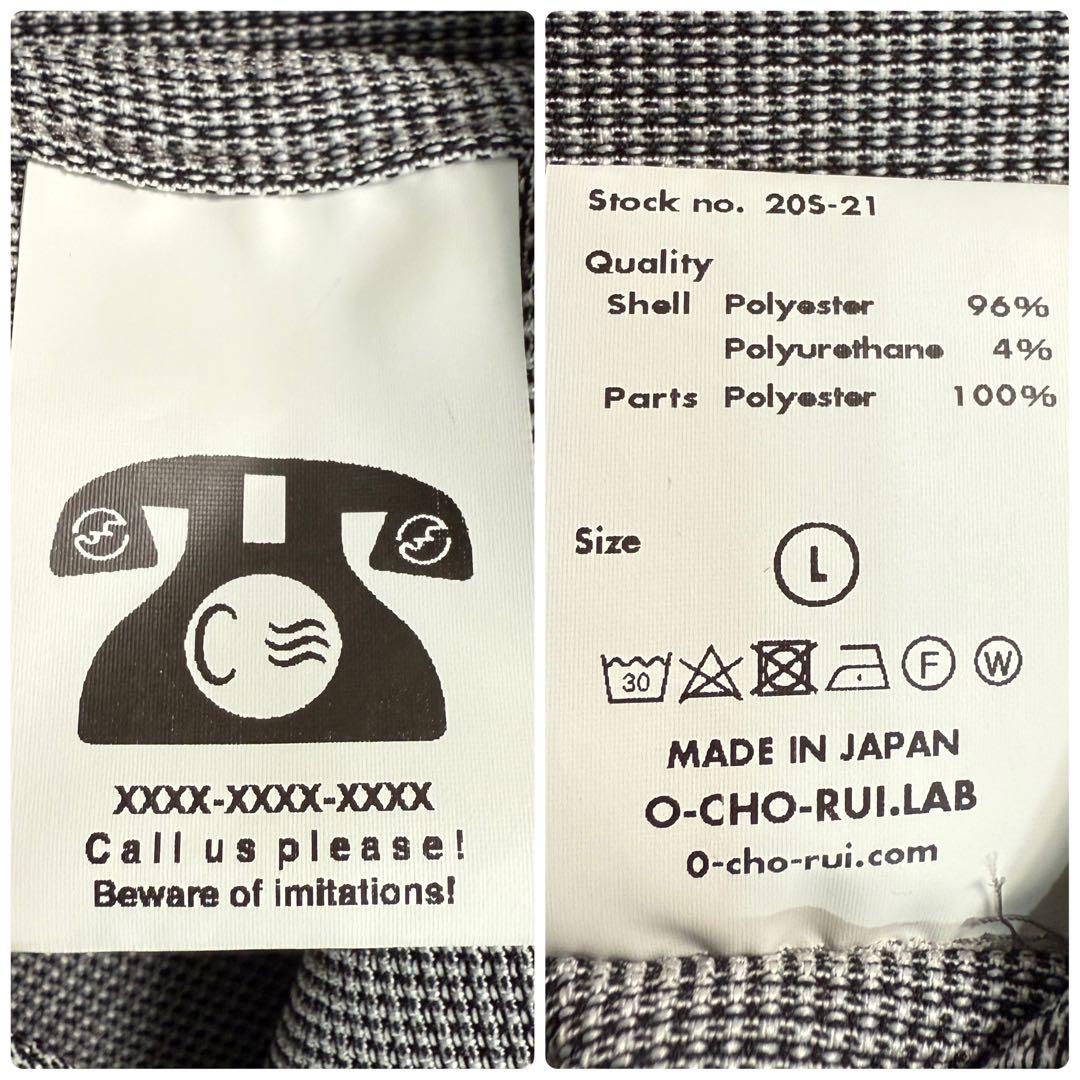 XXXX-XXXX-XXXX
Call us please!
Beware of imitations!
Stock no. 20S-21
Quality
Shell Polyester 96%
Polyurethane 4%
Parts Polyester 100%
Size L
30 F W
MADE IN JAPAN
O-CHO-RUI.LAB
O-cho-rui.com